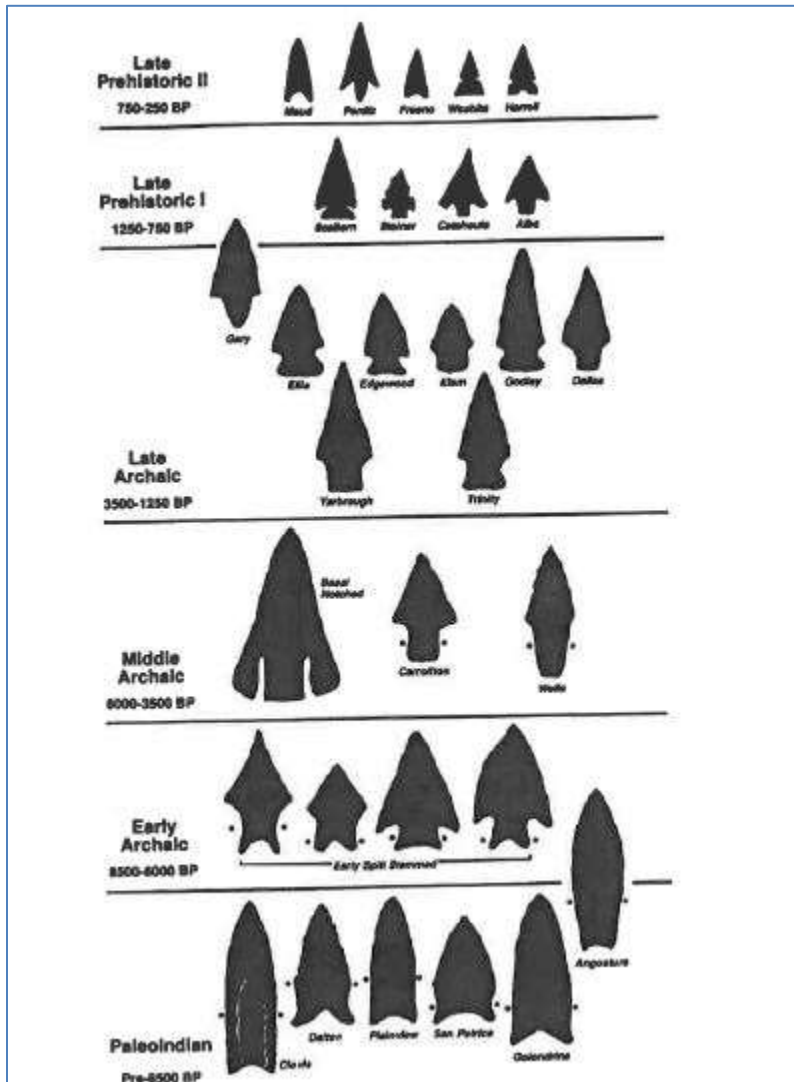 Late
Prehistoric II
750-250 BP
Maud Perdiz Fresno Washita Harrell
Late
Prehistoric I
1250-750 BP
Scallorn Steiner Catahoula Alba
Gary
Ellis Edgewood Elam Godley Dallas
Late
Archaic
3500-1250 BP
Yarbrough Trinity
Basal
Notched
Middle
Archaic
6000-3500 BP
Carrollton Wells
Early
Archaic
8500-6000 BP
Early Split Stemmed
Angostura
Dalton Plainview San Patrice Golondrina
Paleoindian
Clovis
Pre-8500 BP